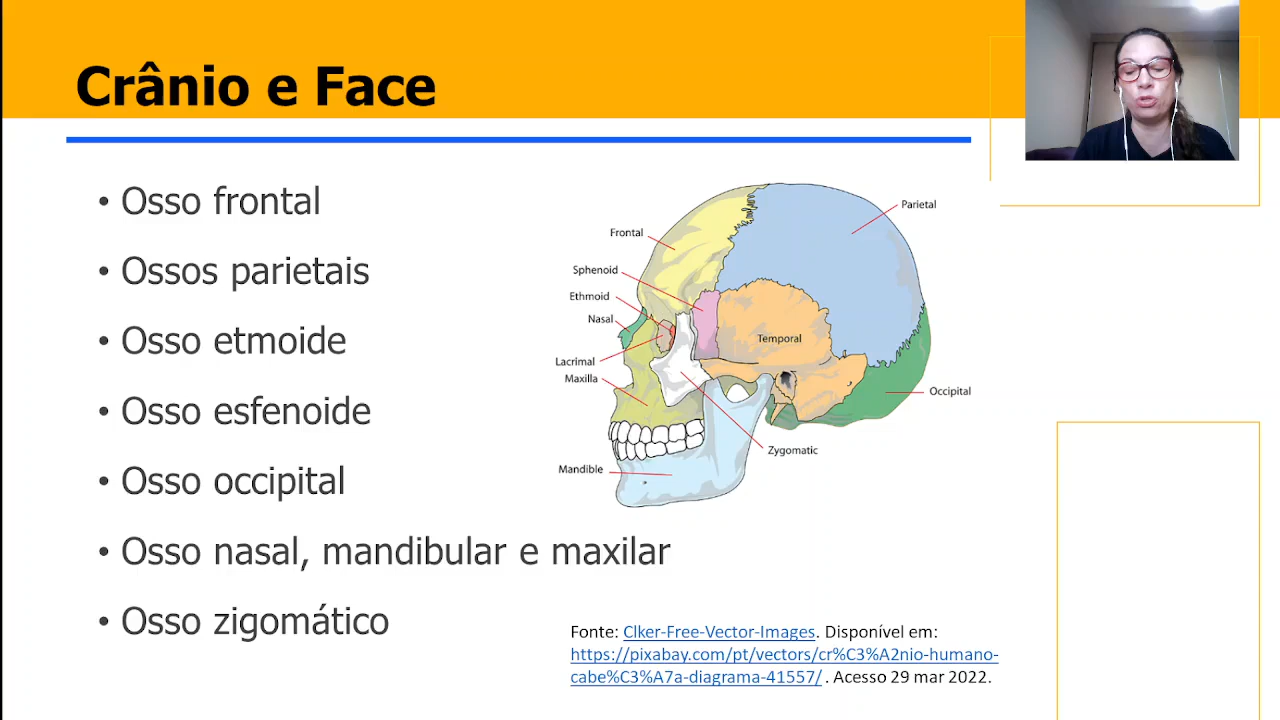 Crânio e Face
• Osso frontal
• Ossos parietais
• Osso etmoide
• Osso esfenoide
• Osso occipital
• Osso nasal, mandibular e maxilar
• Osso zigomático
Parietal
Frontal
Sphenoid
Ethmoid
Nasal
Temporal
Lacrimal
Maxilla
Occipital
Zygomatic
Mandible
Fonte: Clker-Free-Vector-Images. Disponível em:
https://pixabay.com/pt/vectors/cr%C3%A2nio-humano-
cabe%C3%A7a-diagrama-41557/ . Acesso 29 mar 2022.